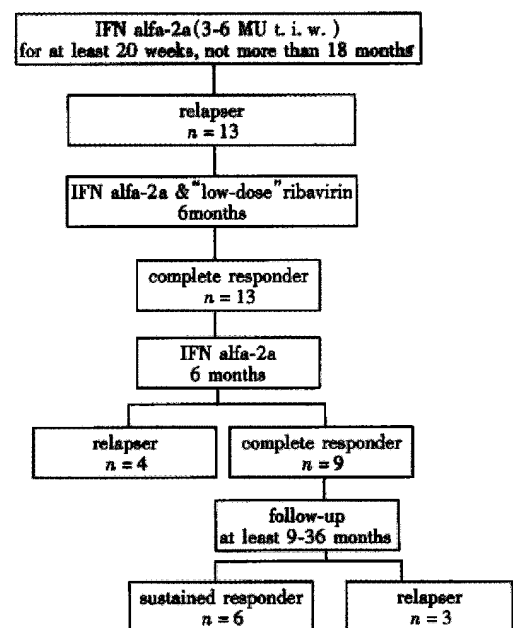 IFN alfa-2a(3-6 MU t. i. w. )
for at least 20 weeks, not more than 18 months
relapser
n = 13
IFN alfa-2a &"low-dose"ribavirin
6months
complete responder
n = 13
IFN alfa-2a
6 months
relapser
n = 4
complete responder
n = 9
follow-up
at least 9-36 months
sustained responder
n = 6
relapser
n = 3